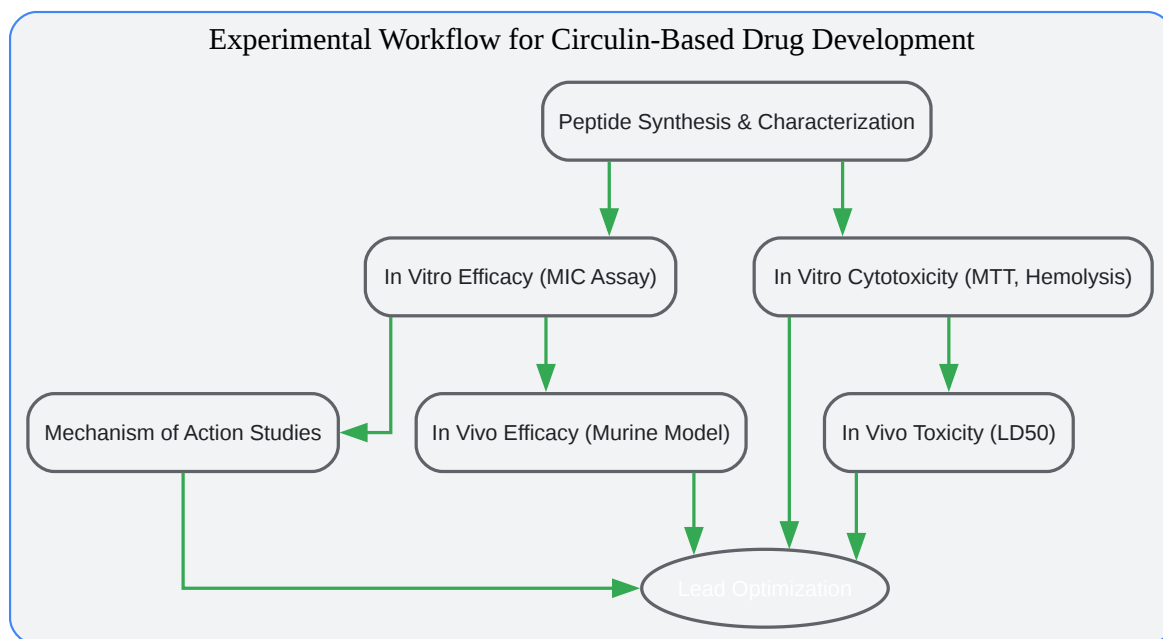 Experimental Workflow for Circulin-Based Drug Development
Peptide Synthesis & Characterization
In Vitro Efficacy (MIC Assay)
In Vitro Cytotoxicity (MTT, Hemolysis)
Mechanism of Action Studies
In Vivo Efficacy (Murine Model)
In Vivo Toxicity (LD50)
Lead Optimization